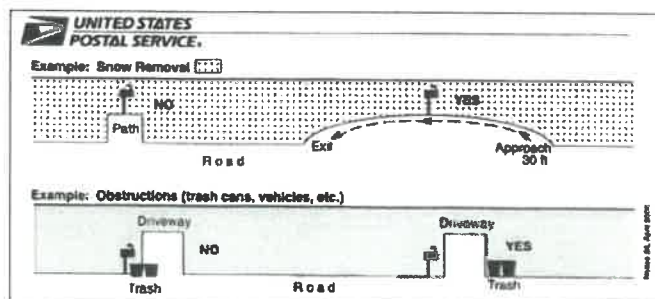 UNITED STATES
POSTAL SERVICE.
Example: Snow Removal
NO
YES
Path
Exit
Approach
30 ft
Road
Example: Obstructions (trash cans, vehicles, etc.)
Driveway
Driveway
NO
YES
Trash
Trash
Road